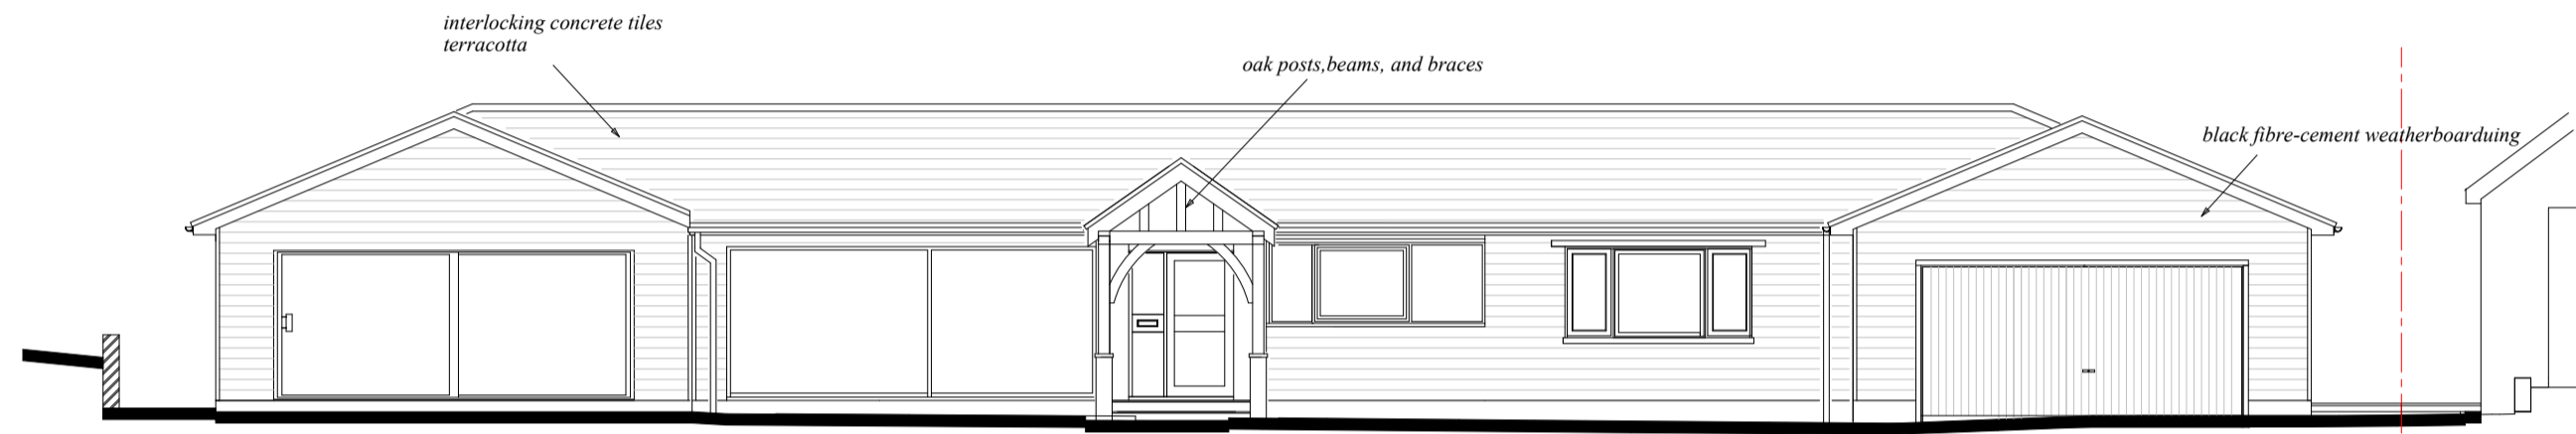 interlocking concrete tiles
terracotta
oak posts,beams, and braces
black fibre-cement weatherboarduing